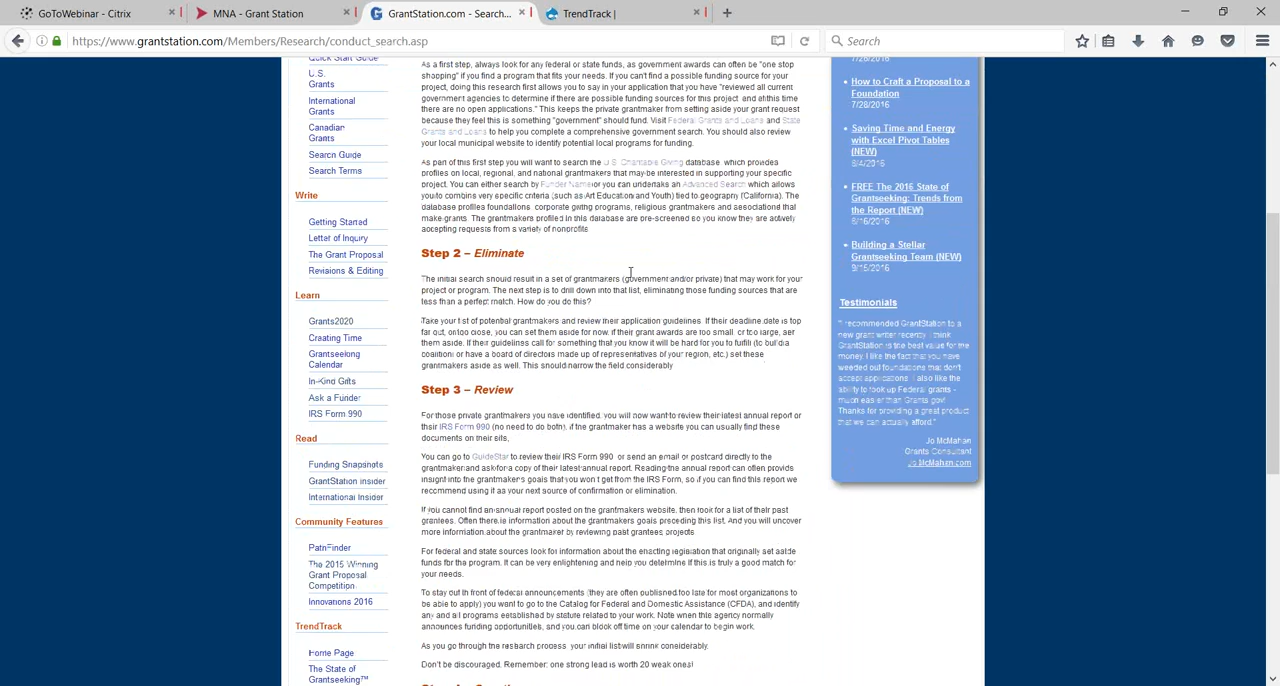 GoToWebinar - Citrix
MNA - Grant Station
GrantStation.com - Search...
TrendTrack |
https://www.grantstation.com/Members/Research/conduct_search.asp
Search
Quick Start Guide
U.S.
Grants
International
Grants
Canadian
Grants
Search Guide
Search Terms
Write
Getting Started
Letter of Inquiry
The Grant Proposal
Revisions & Editing
Learn
Grants2020
Creating Time
Grantseeking
Calendar
In-Kind Gifts
Ask a Funder
IRS Form 990
Read
Funding Snapshots
GrantStation Insider
International Insider
Community Features
PathFinder
The 2015 Winning
Grant Proposal
Competition
Innovations 2016
TrendTrack
Home Page
The State of
Grantseeking™
As a first step, always look for any federal or state funds, as government awards can often be "one stop
shopping" if you find a program that fits your needs. If you can't find a possible funding source for your
project, doing this research first allows you to say in your application that you have "reviewed all current
government agencies to determine if there are possible funding sources for this project and at this time
there are no open applications." This keeps the private grantmaker from setting aside your grant request
because they feel this is something "government" should fund. Visit Federal Grants and Loans and State
Grants and Loans to help you complete a comprehensive government search. You should also review
your local municipal website to identify potential local programs for funding.
As part of this first step you will want to search the U.S. Charitable Giving database which provides
profiles on local, regional, and national grantmakers that may be interested in supporting your specific
project. You can either search by Funder Name or you can undertake an Advanced Search which allows
you to combine very specific criteria (such as Art Education and Youth) tied to geography (California). The
database profiles foundations, corporate giving programs, religious groups and associations that
make grants. The grantmakers profiled in this database are pre-screened so you know they are actively
accepting requests from a variety of nonprofits.
Step 2 – Eliminate
The initial search should result in a set of grantmakers (government and/or private) that may work for your
project or program. The next step is to drill down into that list, eliminating those funding sources that are
less than a perfect match. How do you do this?
Take your list of potential grantmakers and review their application guidelines. If their deadline date is too
far out, or too close, you can set them aside for now. If their grant awards are too small, or too large, set
them aside. If their guidelines call for something that you know it will be hard for you to fulfill (to build a
coalition or have a board of directors made up of representatives of your region, etc.) set these
grantmakers aside as well. This should narrow the field considerably
Step 3 – Review
For those private grantmakers you have identified, you will now want to review their latest annual report or
their IRS Form 990 (no need to do both), if the grantmaker has a website you can usually find these
documents on their site,
You can go to GuideStar to review their IRS Form 990 or send an email or postcard directly to the
grantmaker and ask for a copy of their latest annual report. Reading the annual report can often provide
insight into the grantmakers goals that you won't get from the IRS Form, so if you can find this report we
recommend using it as your next source of confirmation or elimination.
If you cannot find an annual report posted on the grantmakers website, then look for a list of their past
grantees. Often there is information about the grantmakers goals preceding this list. And you will uncover
more information about the grantmaker by reviewing past grantees projects.
For federal and state sources look for information about the enacting legislation that originally set aside
funds for the program. It can be very enlightening and help you determine if this is truly a good match for
your needs.
To stay out in front of federal announcements (they are often published too late for most organizations to
be able to apply) you want to go to the Catalog for Federal and Domestic Assistance (CFDA), and identify
any and all programs established by stature related to your work. Note when this agency normally
announces funding opportunities, and you can block off time on your calendar to begin work.
As you go through the research process, your initial list will shrink considerably.
Don't be discouraged. Remember: one strong lead is worth 20 weak ones!
7/26/2016
How to Craft a Proposal to a
Foundation
7/28/2016
Saving Time and Energy
with Excel Pivot Tables
(NEW)
8/4/2016
FREE The 2016 State of
Grantseeking: Trends from
the Report (NEW)
8/16/2016
Building a Stellar
Grantseeking Team (NEW)
9/15/2016
Testimonials
"I recommended GrantStation to a
new grant writer recently. I think
GrantStation is the best value for the
money. I like the fact that you have
weeded out foundations that don't
accept applications. I also like the
ability to look up Federal grants -
much easier than Grants.gov!
Thanks for providing a great product
that we can actually afford."
Jo McMahan
Grants Consultant
JoMcMahan.com